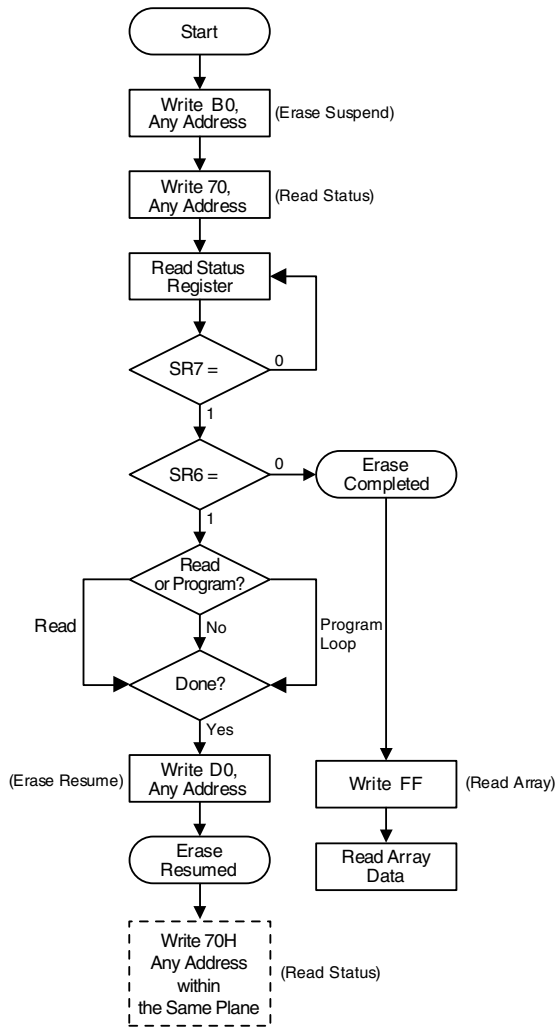 Start
Write B0,
Any Address
(Erase Suspend)
Write 70,
Any Address
(Read Status)
Read Status
Register
SR7 =
0
1
SR6 =
0
Erase
Completed
1
Read
or Program?
Read
No
Program
Loop
Done?
Yes
(Erase Resume)
Write D0,
Any Address
Write FF
(Read Array)
Erase
Resumed
Read Array
Data
Write 70H
Any Address
within
the Same Plane
(Read Status)